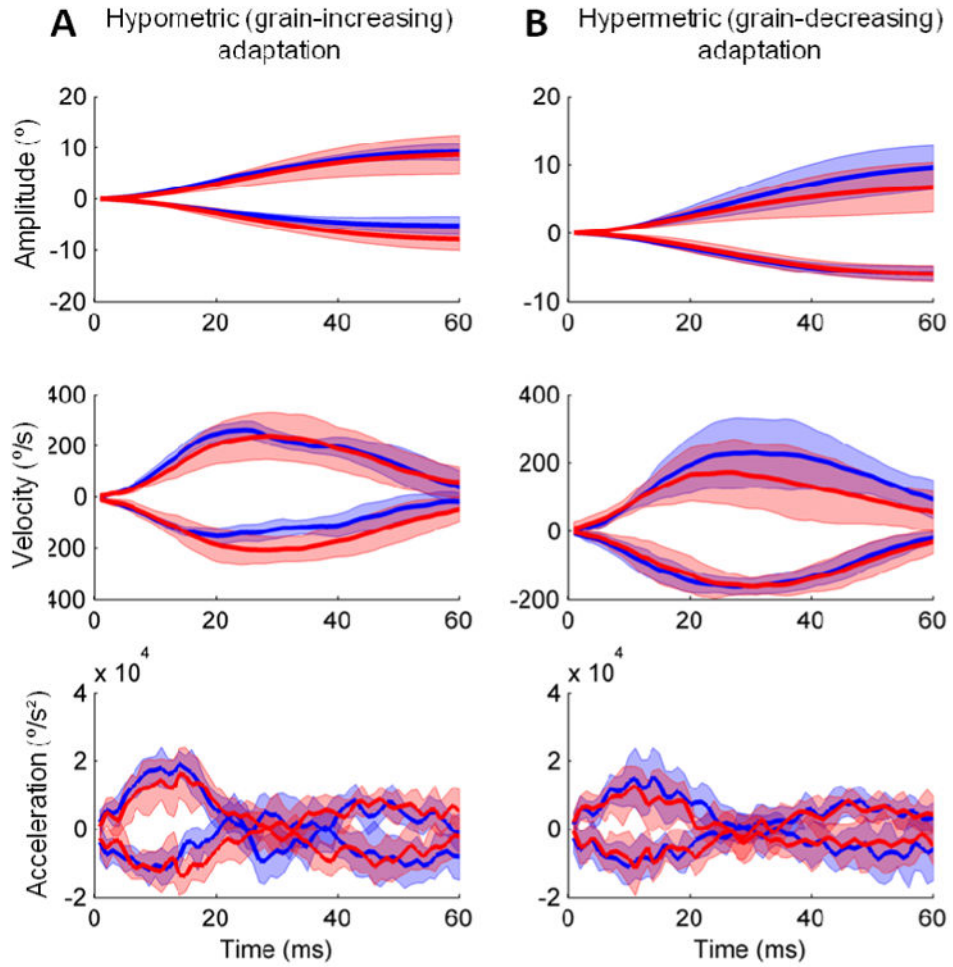 A Hypometric (grain-increasing)
adaptation
B Hypermetric (grain-decreasing)
adaptation
Amplitude (º)
20
10
0
-10
-20
0 20 40 60
20
10
0
-10
0 20 40 60
Velocity (º/s)
400
200
0
200
400
0 20 40 60
400
200
0
-200
0 20 40 60
Acceleration (º/s²)
x 10⁴
4
2
0
-2
0 20 40 60
Time (ms)
x 10⁴
4
2
0
-2
0 20 40 60
Time (ms)